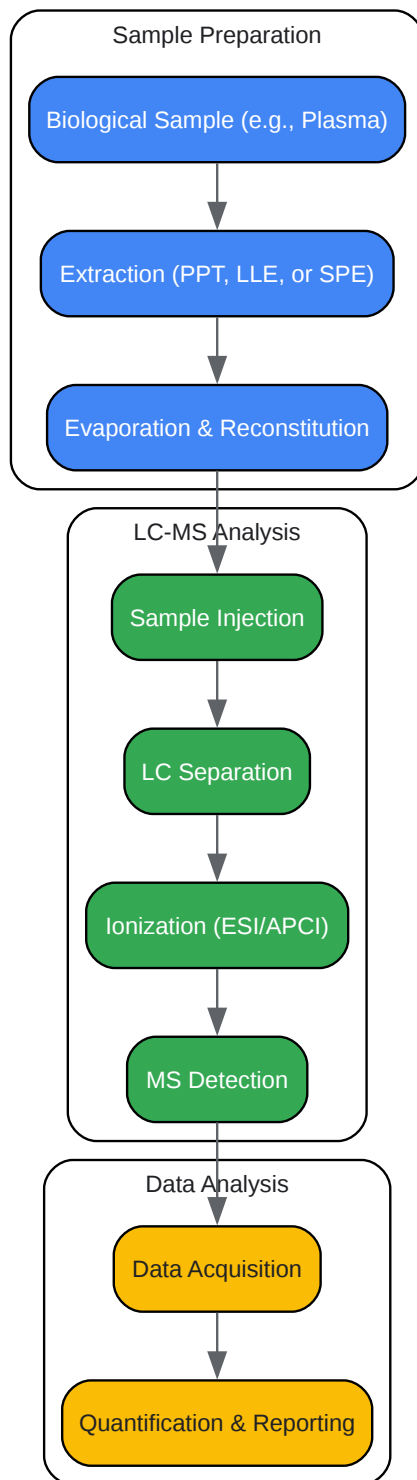 Sample Preparation
Biological Sample (e.g., Plasma)
Extraction (PPT, LLE, or SPE)
Evaporation & Reconstitution
LC-MS Analysis
Sample Injection
LC Separation
Ionization (ESI/APCI)
MS Detection
Data Analysis
Data Acquisition
Quantification & Reporting